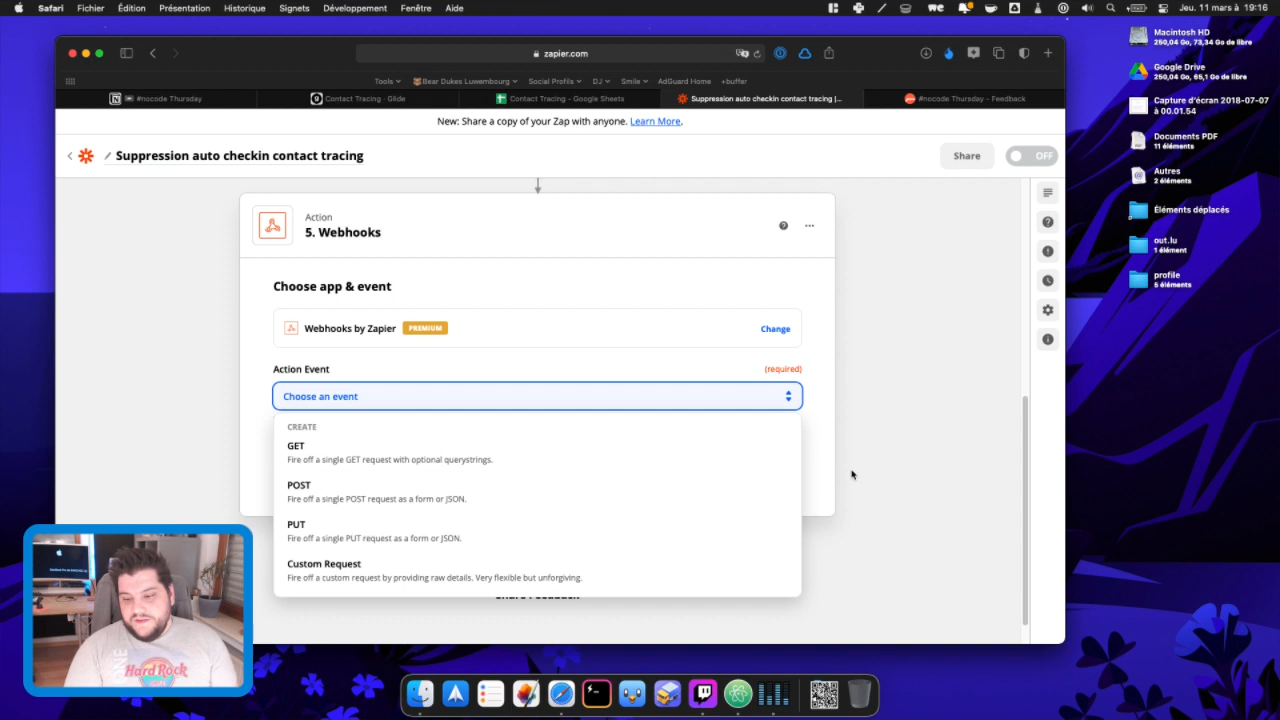 Safari Fichier Édition Présentation Historique Signets Développement Fenêtre Aide
Jeu. 11 mars à 19:16
zapier.com
Tools
Bear Dukes Luxembourg
Social Profils
DJ
Smile
AdGuard Home
+buffer
#nocode Thursday
Contact Tracing - Glide
Contact Tracing - Google Sheets
Suppression auto checkin contact tracing |...
#nocode Thursday - Feedback
New: Share a copy of your Zap with anyone. Learn More.
Suppression auto checkin contact tracing
Share
OFF
Action
5. Webhooks
Choose app & event
Webhooks by Zapier PREMIUM
Change
Action Event
(required)
Choose an event
CREATE
GET
Fire off a single GET request with optional querystrings.
POST
Fire off a single POST request as a form or JSON.
PUT
Fire off a single PUT request as a form or JSON.
Custom Request
Fire off a custom request by providing raw details. Very flexible but unforgiving.
Macintosh HD
250,04 Go, 73,34 Go libre
Google Drive
250,04 Go, 65,1 Go de libre
Capture d'écran 2018-07-07
à 00.01.54
Documents PDF
11 éléments
Autres
2 éléments
Éléments déplacés
out.lu
1 élément
profile
5 éléments
Hard Rock